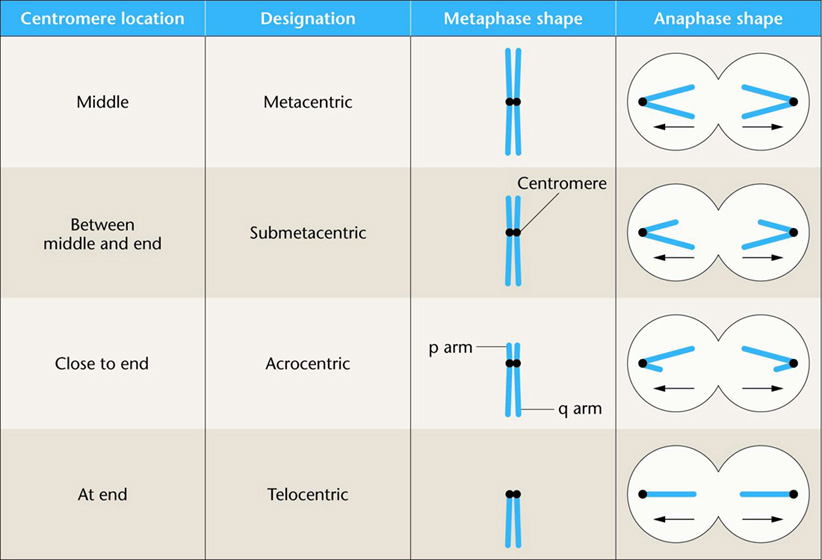 Centromere location
Designation
Metaphase shape
Anaphase shape
Middle
Metacentric
Between
middle and end
Submetacentric
Centromere
Close to end
Acrocentric
p arm
q arm
At end
Telocentric